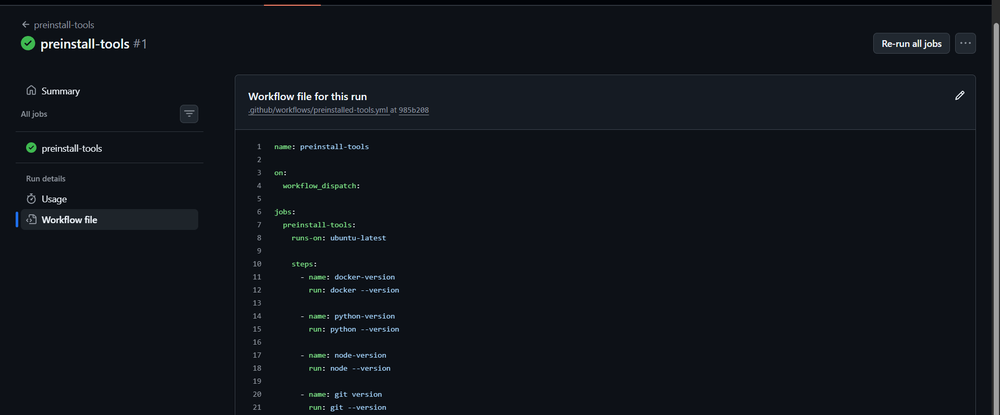 preinstall-tools
preinstall-tools #1
Re-run all jobs
Summary
All jobs
preinstall-tools
Run details
Usage
Workflow file
Workflow file for this run
.github/workflows/preinstalled-tools.yml at 985b208
1 name: preinstall-tools
2
3 on:
4   workflow_dispatch:
5
6 jobs:
7   preinstall-tools:
8     runs-on: ubuntu-latest
9
10     steps:
11       - name: docker-version
12         run: docker --version
13
14       - name: python-version
15         run: python --version
16
17       - name: node-version
18         run: node --version
19
20       - name: git version
21         run: git --version